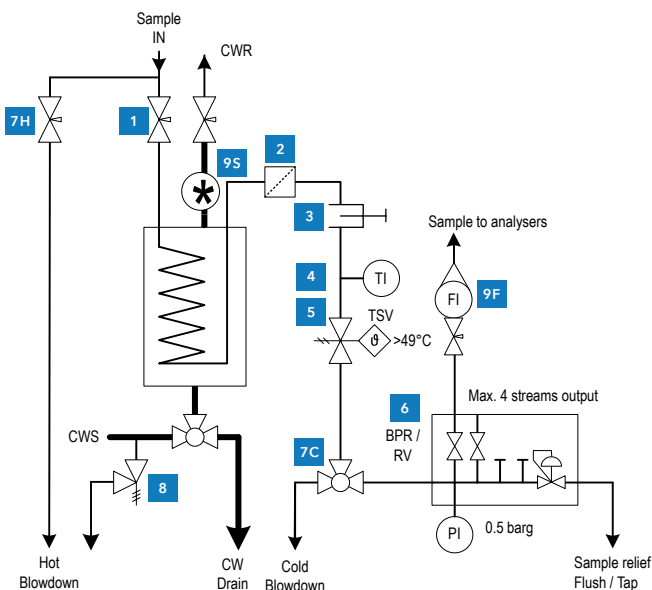 Sample
IN
CWR
7H
1
2
9S
3
Sample to analysers
4
TI
FI
9F
5
TSV
ϑ
>49°C
Max. 4 streams output
6
BPR /
RV
CWS
7C
8
PI
0.5 barg
Hot
Blowdown
CW
Drain
Cold
Blowdown
Sample relief
Flush / Tap